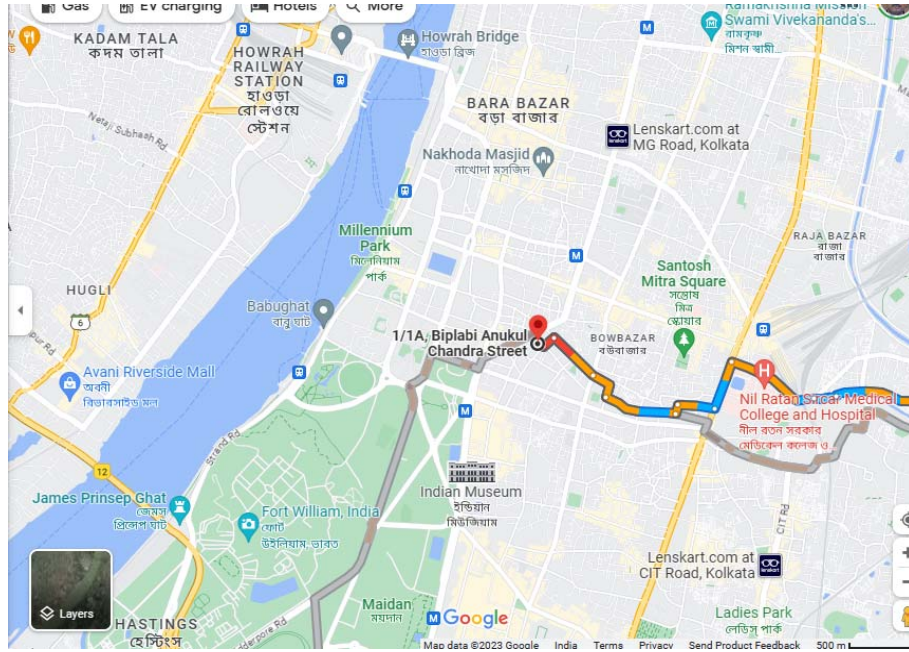 Gas
EV charging
Hotels
More
KADAM TALA
কদম তালা
HOWRAH
RAILWAY
STATION
হাওড়া
রেলওয়ে
স্টেশন
Howrah Bridge
হাওড়া ব্রিজ
Ramakrishna Mission
Swami Vivekananda's...
রামকৃষ্ণ
মিশন স্বামী...
BARA BAZAR
বড়া বাজার
Netaji Subhash Rd
Lenskart.com at
MG Road, Kolkata
Nakhoda Masjid
নাখোদা মসজিদ
Millennium
Park
মিলেনিয়াম
পার্ক
RAJA BAZAR
রাজা
বাজার
Santosh
Mitra Square
সন্তোষ
মিত্র
স্কোয়ার
HUGLI
6
Babughat
বাবু ঘাট
1/1A, Biplabi Anukul
Chandra Street
BOWBAZAR
বউবাজার
Avani Riverside Mall
অবনী
রিভারসাইড মল
Nil Ratan Sircar Medical
College and Hospital
নীল রতন সরকার
মেডিকেল কলেজ ও
Strand Rd
12
Indian Museum
ইন্ডিয়ান
মিউজিয়াম
James Prinsep Ghat
জেমস
প্রিন্সেপ ঘাট
Fort William, India
ফোর্ট
উইলিয়াম, ভারত
CIT Rd
Lenskart.com at
CIT Road, Kolkata
Layers
Maidan
ময়দান
Google
Ladies Park
লেডিস্ পার্ক
HASTINGS
হেস্টিংস
Map data ©2023 Google India Terms Privacy Send Product Feedback 500 m